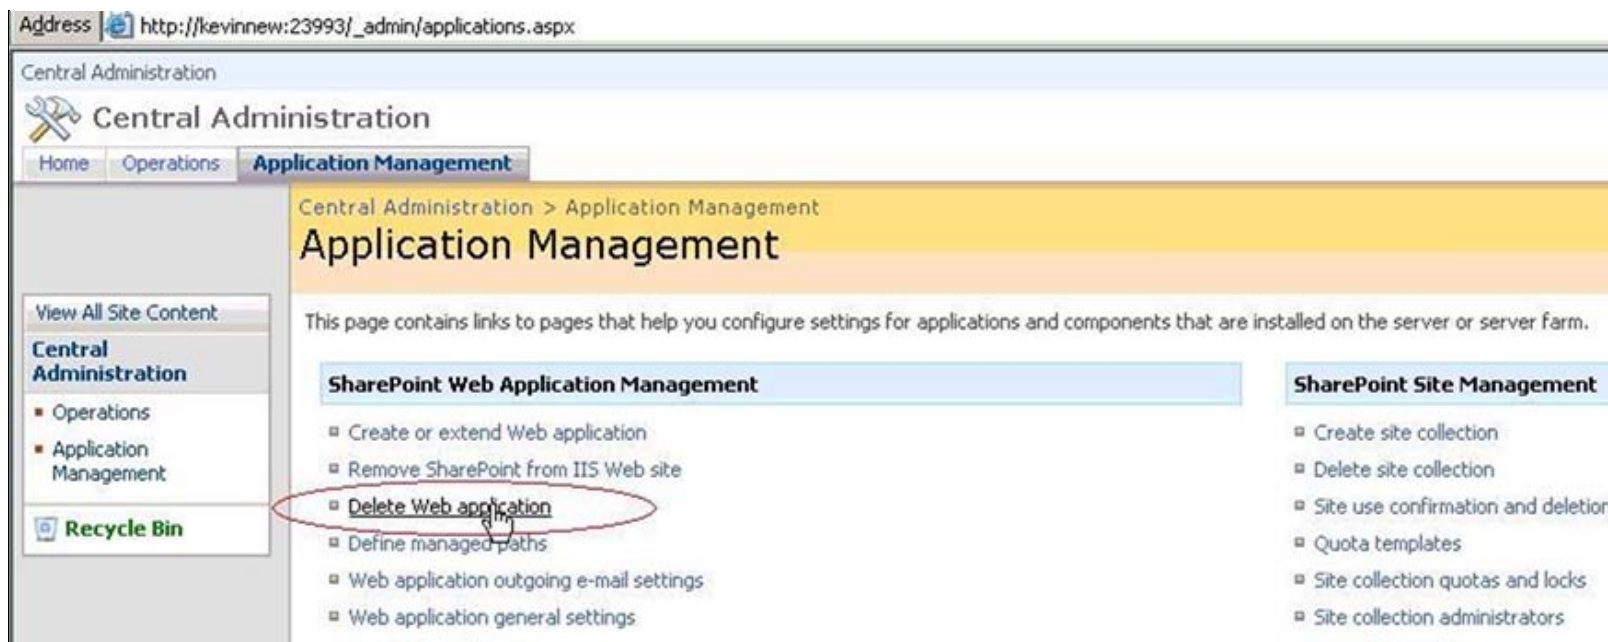 Address http://kevinnew:23993/_admin/applications.aspx
Central Administration
Central Administration
Home Operations Application Management
Central Administration > Application Management
Application Management
View All Site Content
Central
Administration
Operations
Application
Management
Recycle Bin
This page contains links to pages that help you configure settings for applications and components that are installed on the server or server farm.
SharePoint Web Application Management
Create or extend Web application
Remove SharePoint from IIS Web site
Delete Web application
Define managed paths
Web application outgoing e-mail settings
Web application general settings
SharePoint Site Management
Create site collection
Delete site collection
Site use confirmation and deletion
Quota templates
Site collection quotas and locks
Site collection administrators